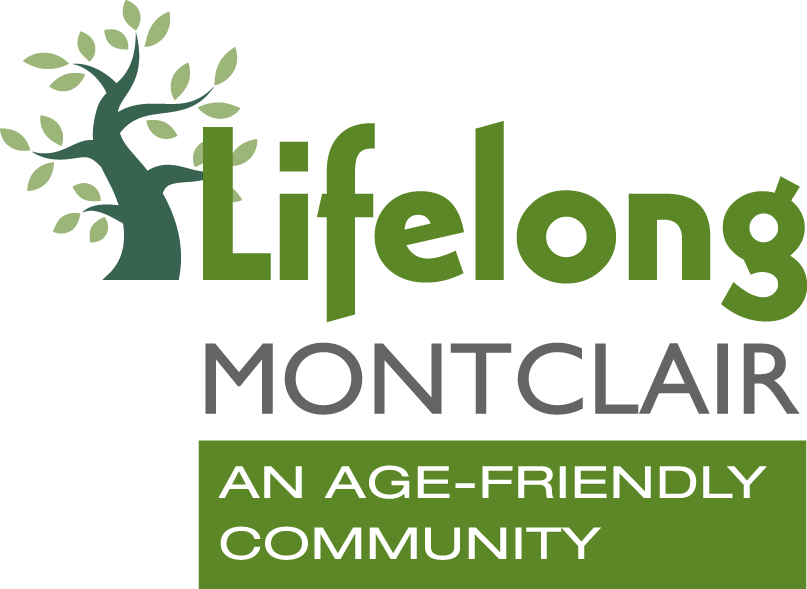 Lifelong
MONTCLAIR
AN AGE-FRIENDLY
COMMUNITY